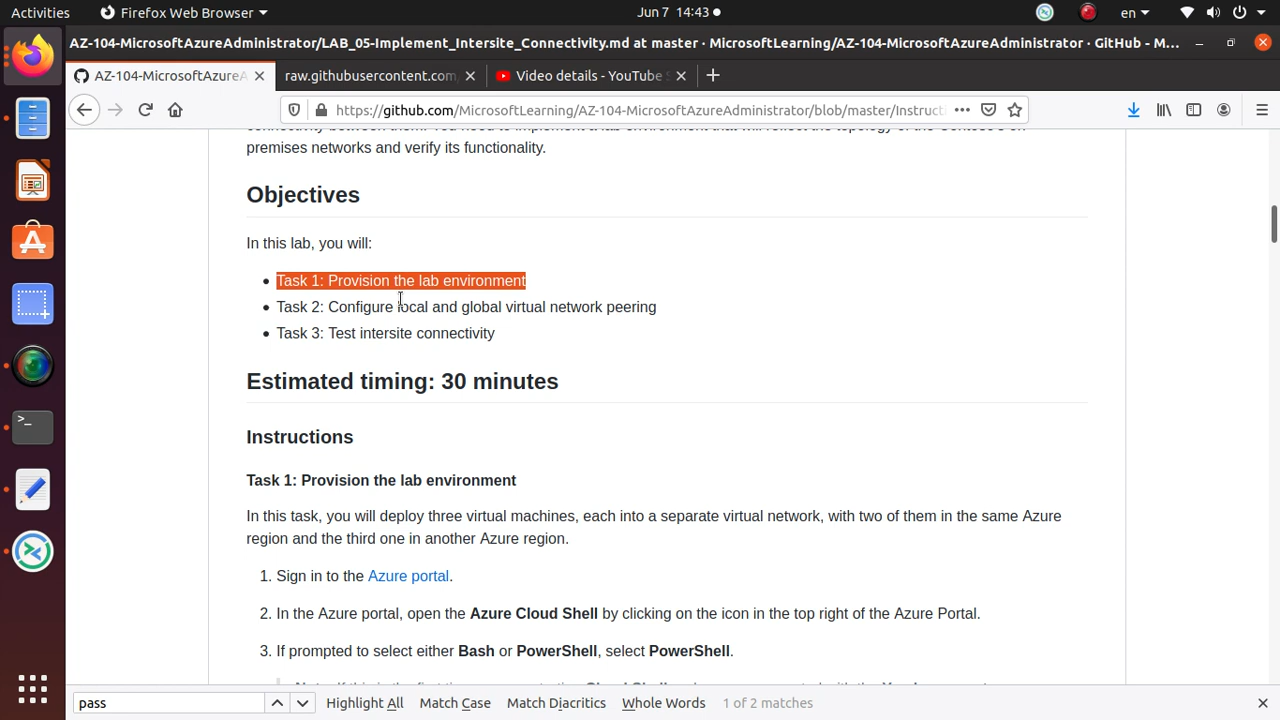 Activities Firefox Web Browser Jun 7 14:43 en
AZ-104-MicrosoftAzureAdministrator/LAB_05-Implement_Intersite_Connectivity.md at master · MicrosoftLearning/AZ-104-MicrosoftAzureAdministrator · GitHub - M...
AZ-104-MicrosoftAzureA raw.githubusercontent.com Video details - YouTube
https://github.com/MicrosoftLearning/AZ-104-MicrosoftAzureAdministrator/blob/master/Instruct
premises networks and verify its functionality.
Objectives
In this lab, you will:
Task 1: Provision the lab environment
Task 2: Configure local and global virtual network peering
Task 3: Test intersite connectivity
Estimated timing: 30 minutes
Instructions
Task 1: Provision the lab environment
In this task, you will deploy three virtual machines, each into a separate virtual network, with two of them in the same Azure
region and the third one in another Azure region.
1. Sign in to the Azure portal.
2. In the Azure portal, open the Azure Cloud Shell by clicking on the icon in the top right of the Azure Portal.
3. If prompted to select either Bash or PowerShell, select PowerShell.
pass Highlight All Match Case Match Diacritics Whole Words 1 of 2 matches